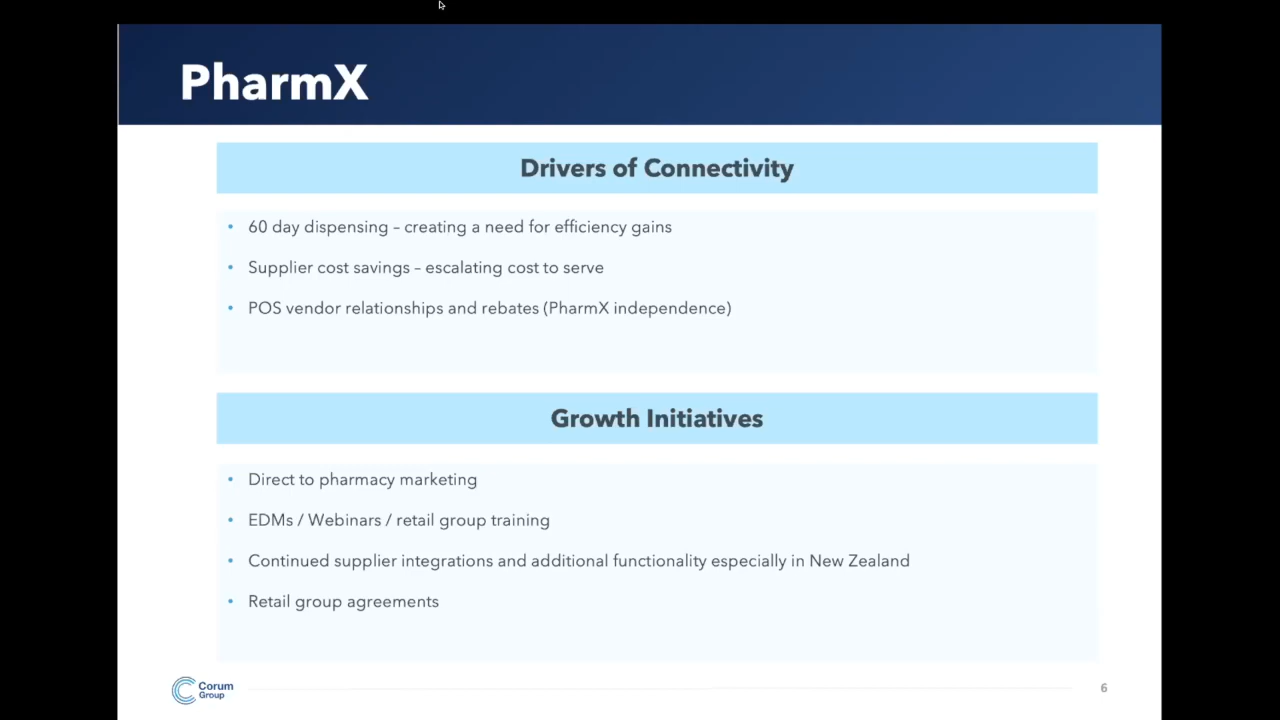 PharmX
Drivers of Connectivity
• 60 day dispensing – creating a need for efficiency gains
• Supplier cost savings – escalating cost to serve
• POS vendor relationships and rebates (PharmX independence)
Growth Initiatives
• Direct to pharmacy marketing
• EDMs / Webinars / retail group training
• Continued supplier integrations and additional functionality especially in New Zealand
• Retail group agreements
Corum
Group
6